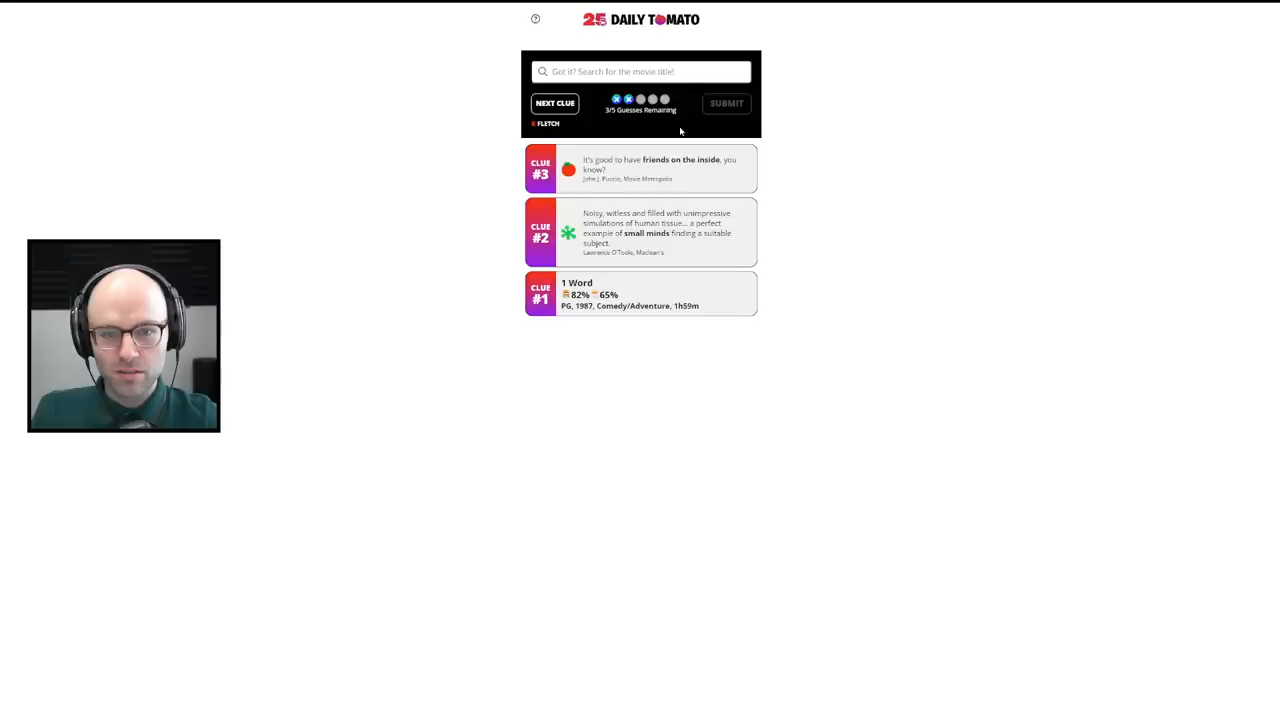 25 DAILY TOMATO
Got it? Search for the movie title!
NEXT CLUE
3/5 Guesses Remaining
SUBMIT
FLETCH
CLUE #3
It's good to have friends on the inside, you
know?
John J. Puccio, Movie Metropolis
CLUE #2
Noisy, witless and filled with unimpressive
simulations of human tissue... a perfect
example of small minds finding a suitable
subject.
Lawrence O'Toole, Maclean's
CLUE #1
1 Word
82% 65%
PG, 1987, Comedy/Adventure, 1h59m